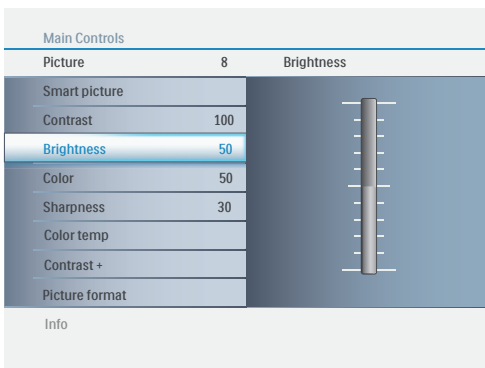 Main Controls
Picture 8 Brightness
Smart picture
Contrast 100
Brightness 50
Color 50
Sharpness 30
Color temp
Contrast +
Picture format
Info